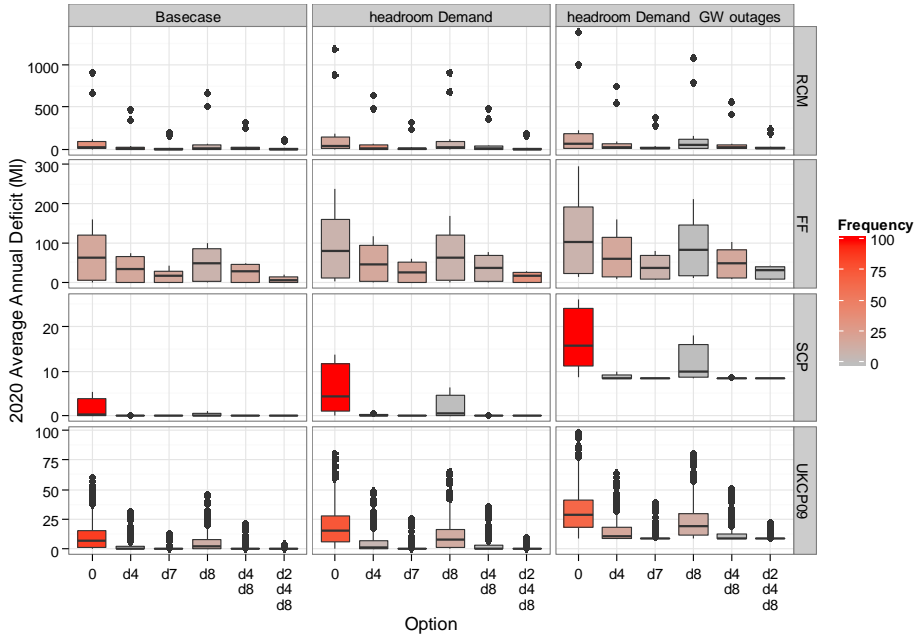 Basecase
headroom Demand
headroom Demand GW outages
2020 Average Annual Deficit (Ml)
1000
500
0
RCM
300
200
100
0
FF
20
10
0
SCP
100
75
50
25
0
UKCP09
0
d4
d7
d8
d4 d8
d2 d4 d8
0
d4
d7
d8
d4 d8
d2 d4 d8
0
d4
d7
d8
d4 d8
d2 d4 d8
Option
Frequency
100
75
50
25
0